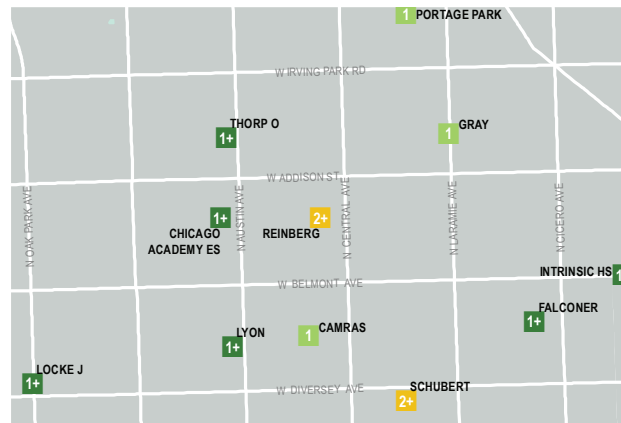 1 PORTAGE PARK
W IRVING PARK RD
1+ THORP O
1 GRAY
W ADDISON ST
N OAK PARK AVE
N AUSTIN AVE
N CENTRAL AVE
N LARAMIE AVE
N CICERO AVE
1+
CHICAGO
ACADEMY ES
2+
REINBERG
INTRINSIC HS
W BELMONT AVE
1+ FALCONER
1+ LYON
1 CAMRAS
1+ LOCKE J
W DIVERSEY AVE
2+ SCHUBERT